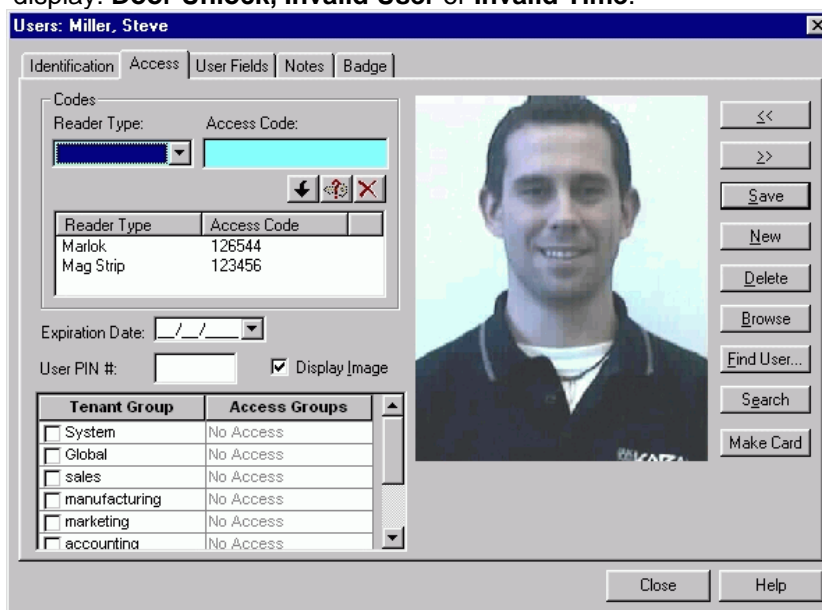 display: Door Unlock, Invalid User or Invalid Time.
Users: Miller, Steve
Identification Access User Fields Notes Badge
Codes
Reader Type: Access Code:
Reader Type Access Code
Marlok 126544
Mag Strip 123456
Expiration Date: __/__/__
User PIN #: Display Image
Tenant Group Access Groups
System No Access
Global No Access
sales No Access
manufacturing No Access
marketing No Access
accounting No Access
<<
>>
Save
New
Delete
Browse
Find User...
Search
Make Card
Close Help